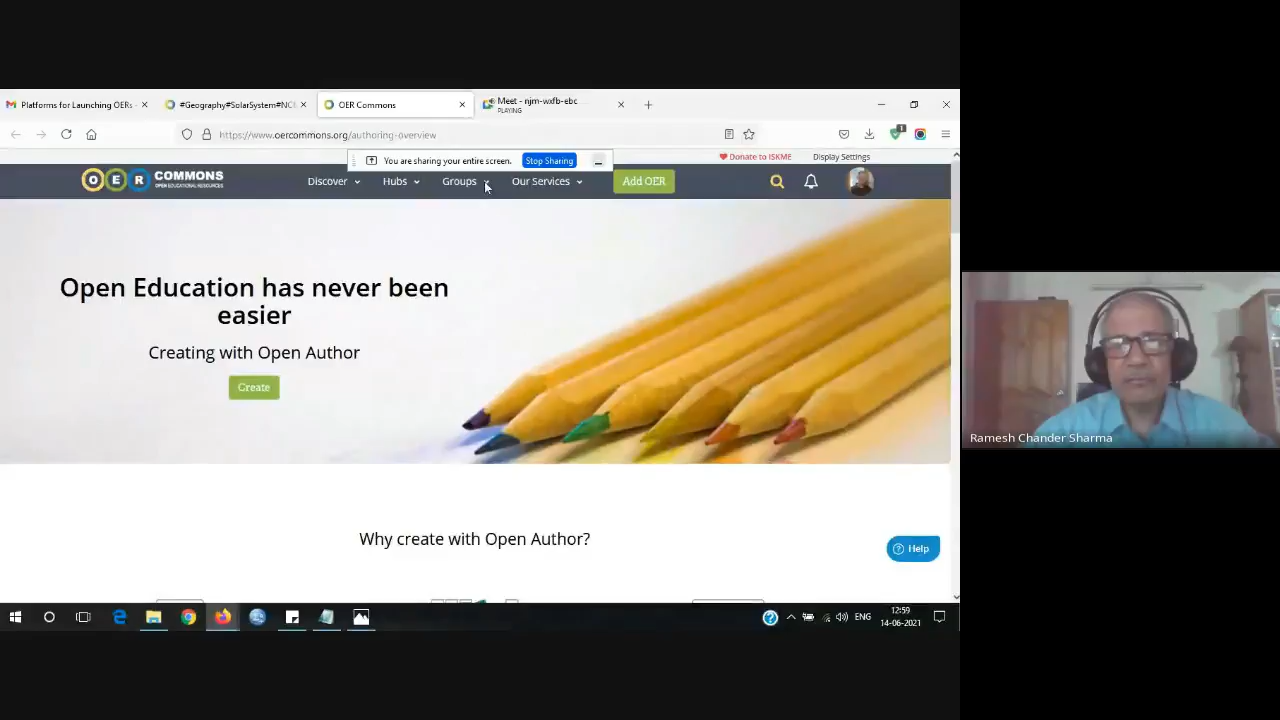 Platforms for Launching OERs -
#Geography#SolarSystem#NCE
OER Commons
Meet - njm-wxfb-ebc
PLAYING
https://www.oercommons.org/authoring-overview
You are sharing your entire screen.
Stop Sharing
Donate to ISKME
Display Settings
OER COMMONS
OPEN EDUCATIONAL RESOURCES
Discover
Hubs
Groups
Our Services
Add OER
Open Education has never been
easier
Creating with Open Author
Create
Ramesh Chander Sharma
Why create with Open Author?
Help
ENG
12:59
14-06-2021